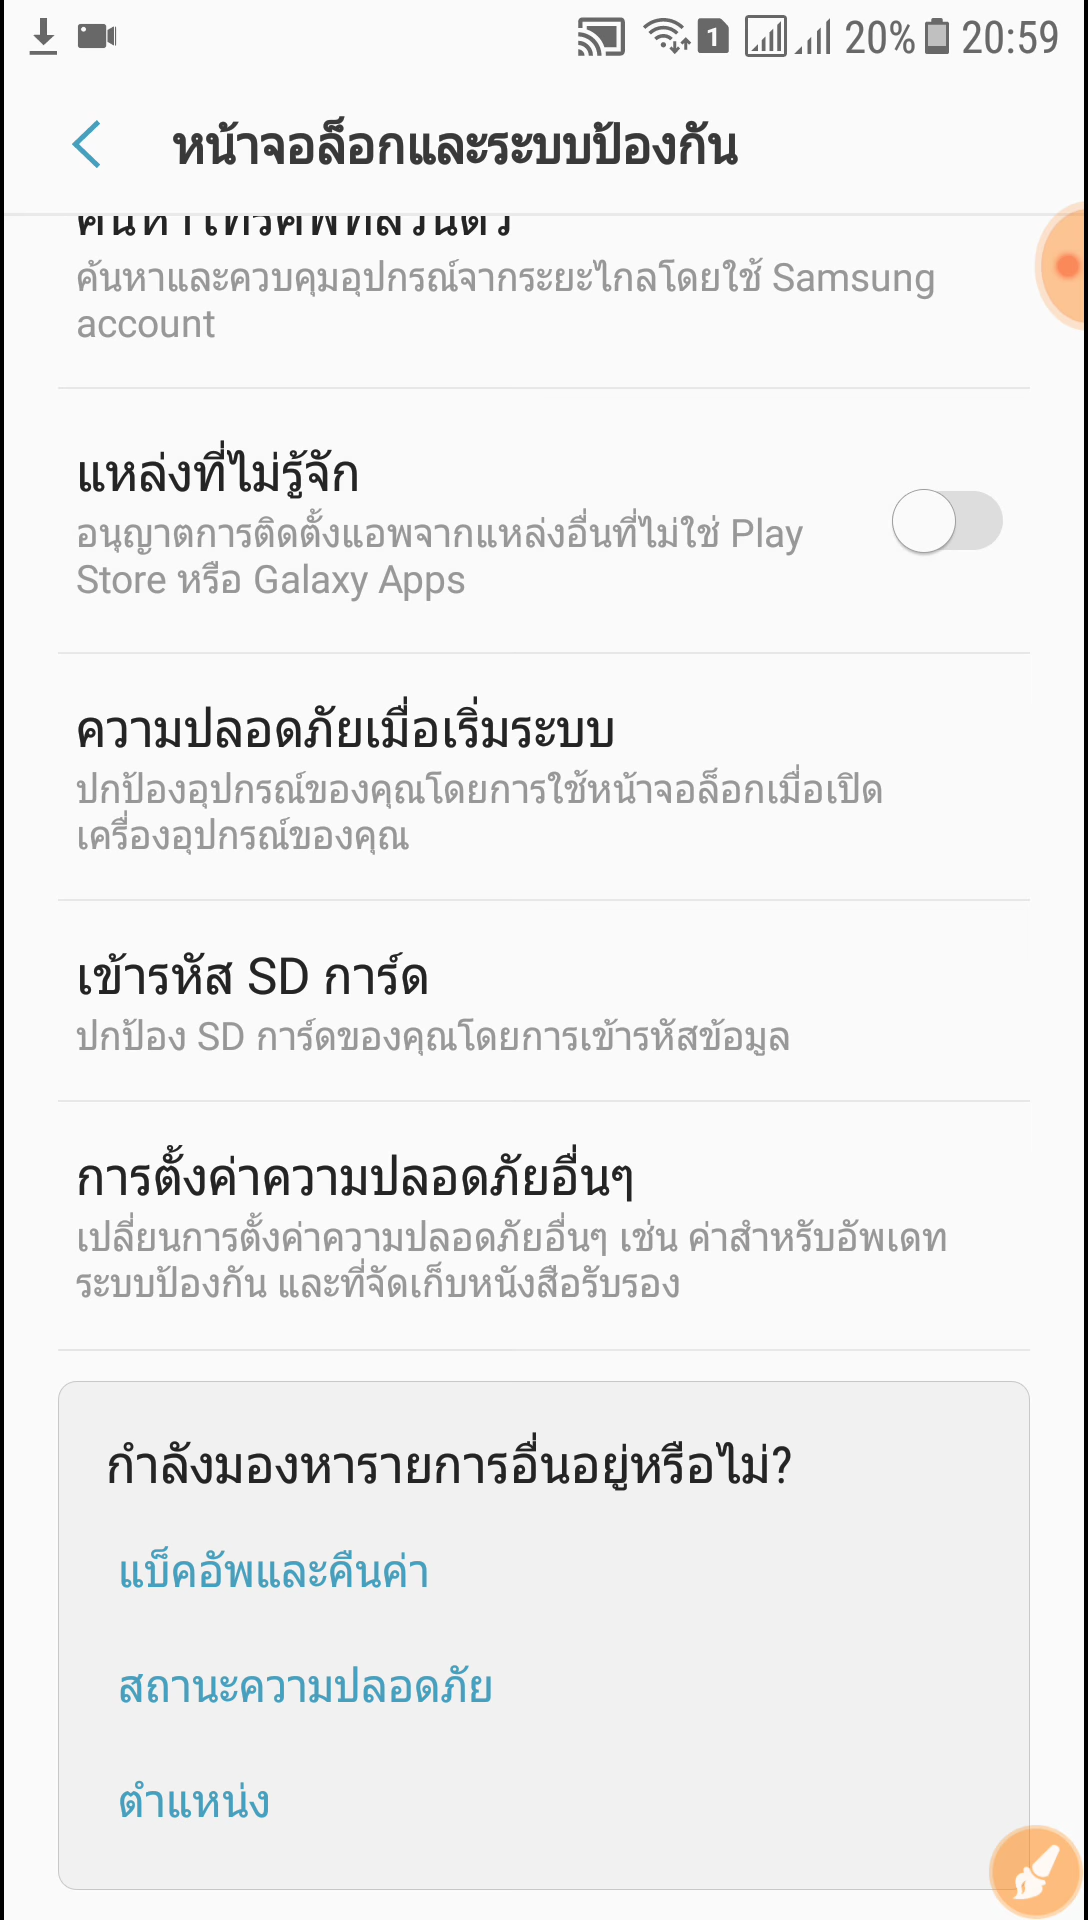 1
20%
20:59
หน้าจอล็อกและระบบป้องกัน
ค้นหาโทรศัพท์ส่วนตัว
ค้นหาและควบคุมอุปกรณ์จากระยะไกลโดยใช้ Samsung
account
แหล่งที่ไม่รู้จัก
อนุญาตการติดตั้งแอพจากแหล่งอื่นที่ไม่ใช่ Play
Store หรือ Galaxy Apps
ความปลอดภัยเมื่อเริ่มระบบ
ปกป้องอุปกรณ์ของคุณโดยการใช้หน้าจอล็อกเมื่อเปิด
เครื่องอุปกรณ์ของคุณ
เข้ารหัส SD การ์ด
ปกป้อง SD การ์ดของคุณโดยการเข้ารหัสข้อมูล
การตั้งค่าความปลอดภัยอื่นๆ
เปลี่ยนการตั้งค่าความปลอดภัยอื่นๆ เช่น ค่าสำหรับอัพเดท
ระบบป้องกัน และที่จัดเก็บหนังสือรับรอง
กำลังมองหารายการอื่นอยู่หรือไม่?
แบ็คอัพและคืนค่า
สถานะความปลอดภัย
ตำแหน่ง